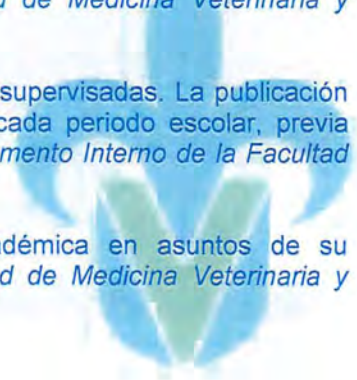 de Medicina Veterinaria y
supervisadas. La publicación
cada periodo escolar, previa
mento Interno de la Facultad
démica en asuntos de su
d de Medicina Veterinaria y